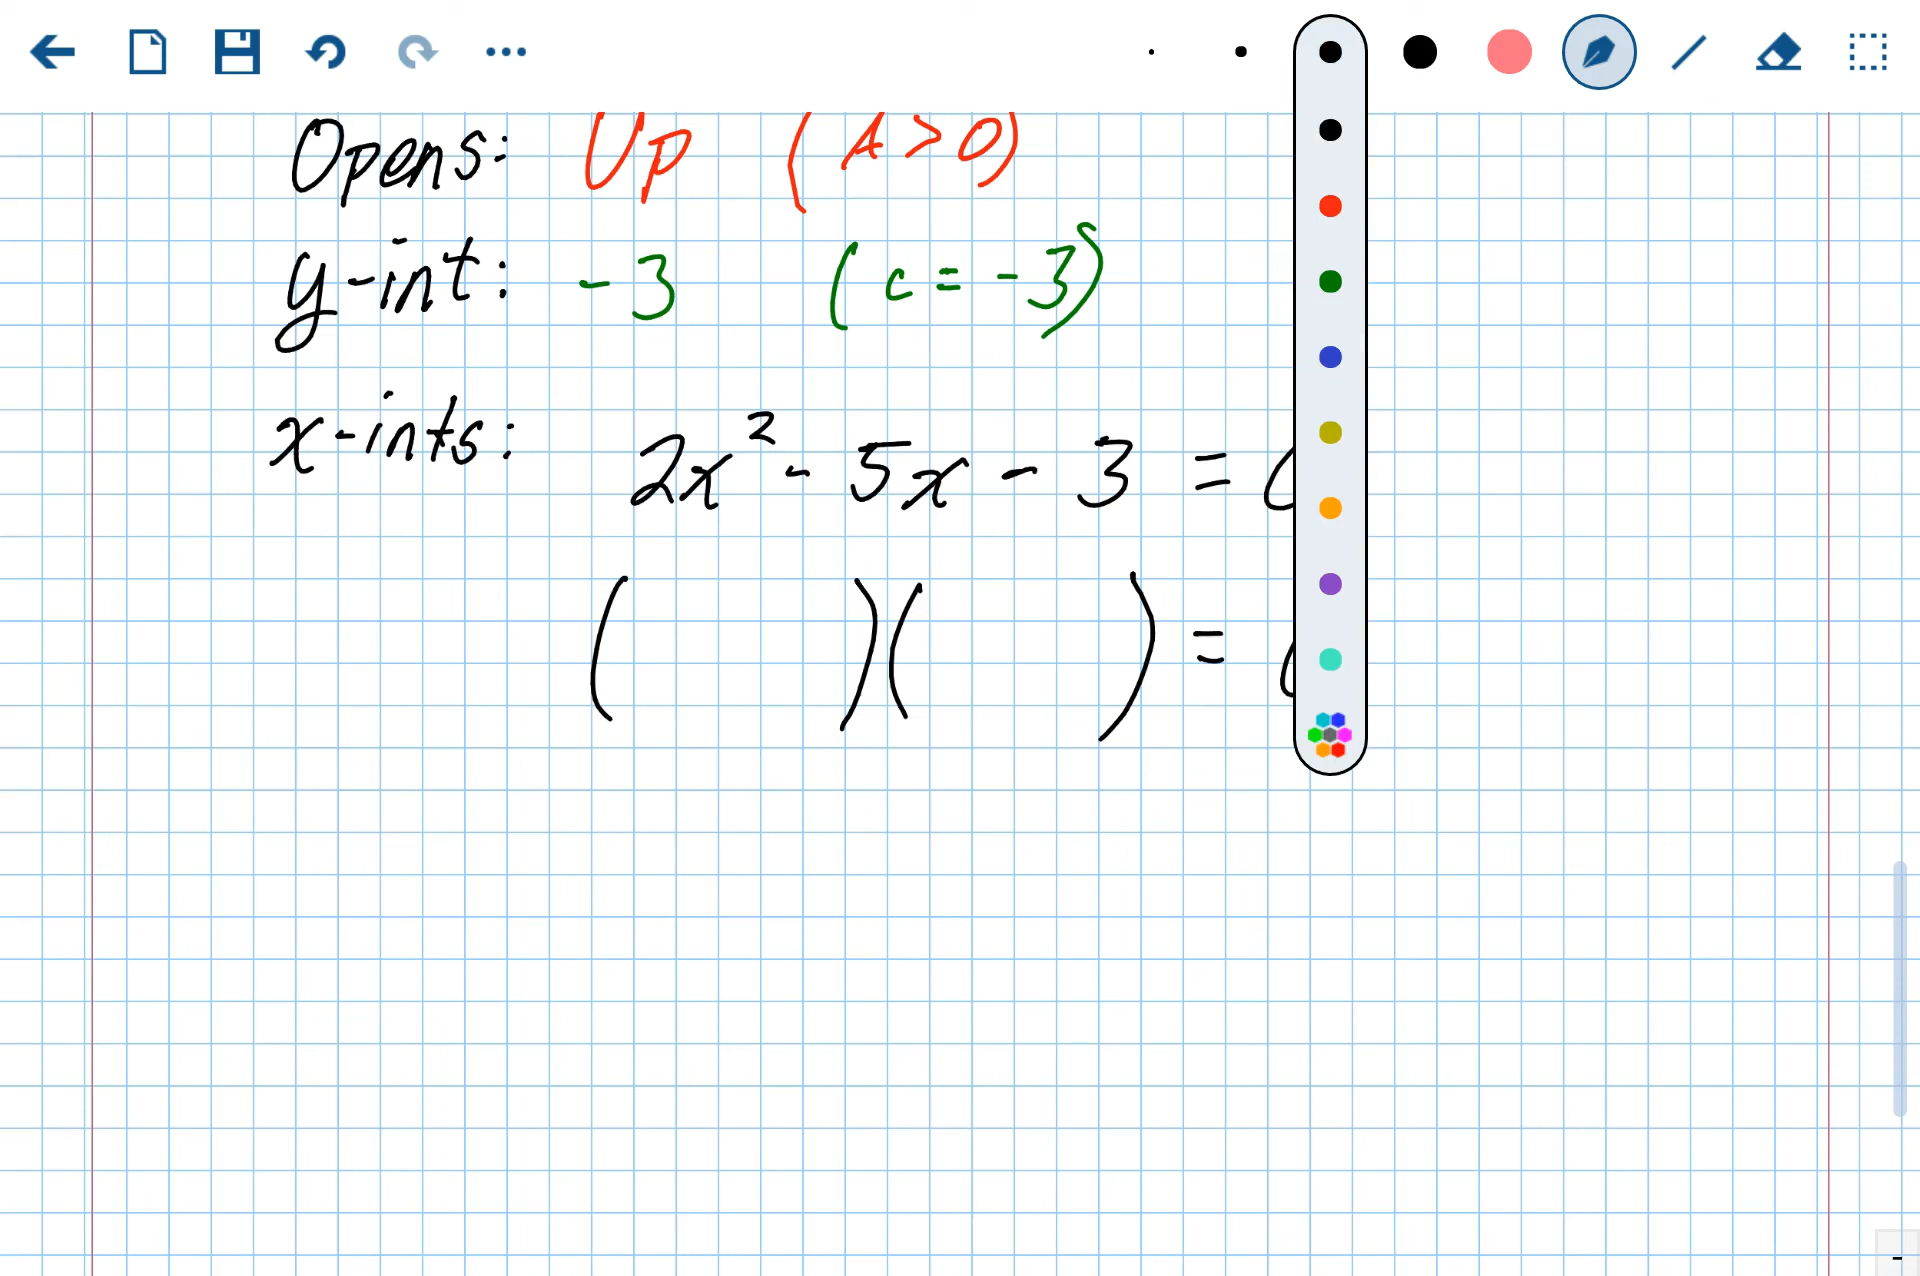 Opens: Up (A > 0)
y-int: -3 (c = -3)
x-ints: 2x² - 5x - 3 = 0
( )( ) = 0